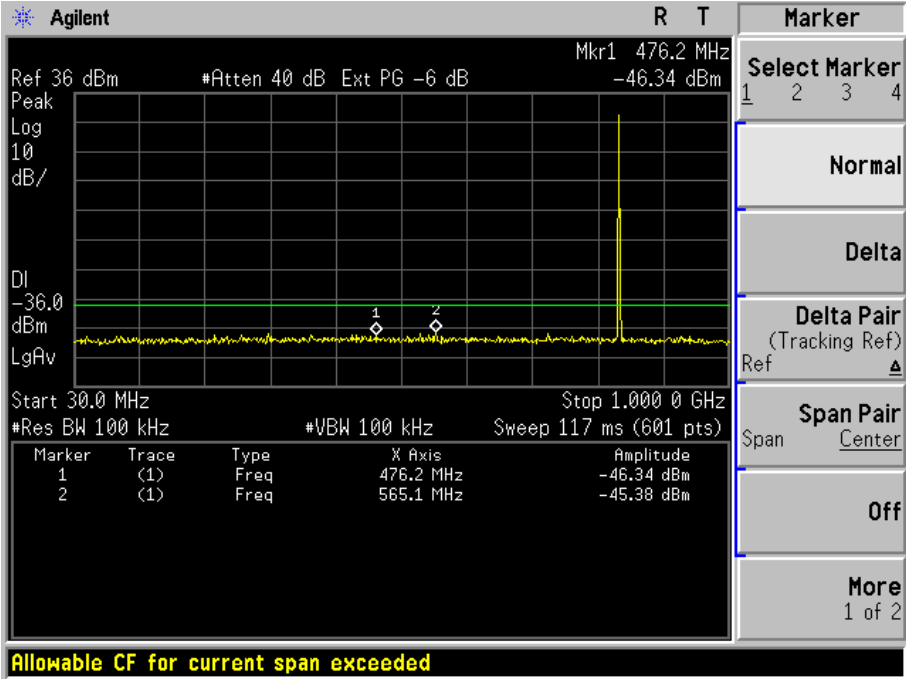 Agilent R T Marker
Mkr1 476.2 MHz
Ref 36 dBm #Atten 40 dB Ext PG −6 dB −46.34 dBm
Peak
Log
10
dB/
DI
−36.0
dBm
LgAv
1
2
Start 30.0 MHz Stop 1.000 0 GHz
#Res BW 100 kHz #VBW 100 kHz Sweep 117 ms (601 pts)
Marker Trace Type X Axis Amplitude
1 (1) Freq 476.2 MHz −46.34 dBm
2 (1) Freq 565.1 MHz −45.38 dBm
Select Marker
1 2 3 4
Normal
Delta
Delta Pair
(Tracking Ref)
Ref Δ
Span Pair
Span Center
Off
More
1 of 2
Allowable CF for current span exceeded